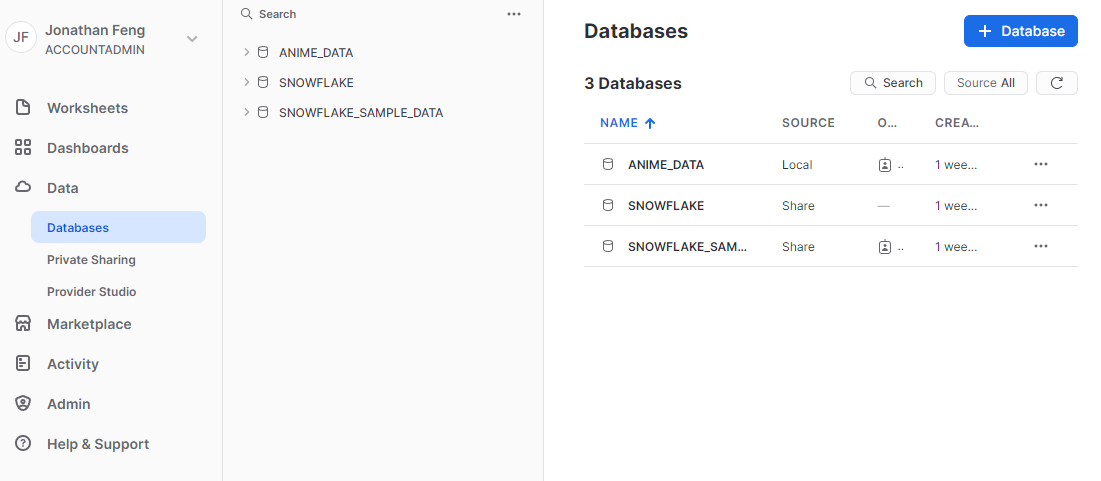 JF
Jonathan Feng
ACCOUNTADMIN
Worksheets
Dashboards
Data
Databases
Private Sharing
Provider Studio
Marketplace
Activity
Admin
Help & Support
Search
ANIME_DATA
SNOWFLAKE
SNOWFLAKE_SAMPLE_DATA
Databases
+ Database
3 Databases
Search
Source All
NAME SOURCE O... CREA...
ANIME_DATA Local .. 1 wee...
SNOWFLAKE Share — 1 wee...
SNOWFLAKE_SAM... Share .. 1 wee...